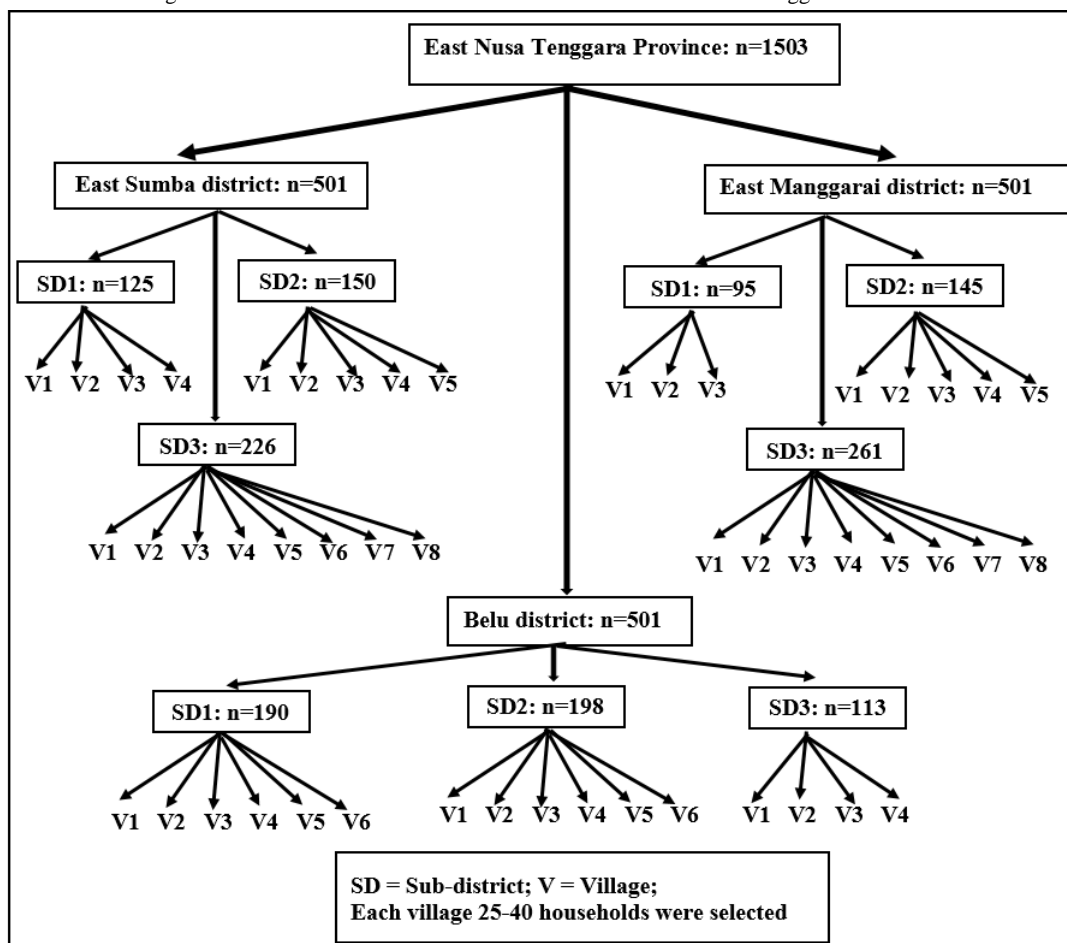 East Nusa Tenggara Province: n=1503
East Sumba district: n=501
East Manggarai district: n=501
SD1: n=125
SD2: n=150
SD1: n=95
SD2: n=145
V1 V2 V3 V4
V1 V2 V3 V4 V5
V1 V2 V3
V1 V2 V3 V4 V5
SD3: n=226
SD3: n=261
V1 V2 V3 V4 V5 V6 V7 V8
V1 V2 V3 V4 V5 V6 V7 V8
Belu district: n=501
SD1: n=190
SD2: n=198
SD3: n=113
V1 V2 V3 V4 V5 V6
V1 V2 V3 V4 V5 V6
V1 V2 V3 V4
SD = Sub-district; V = Village;
Each village 25-40 households were selected